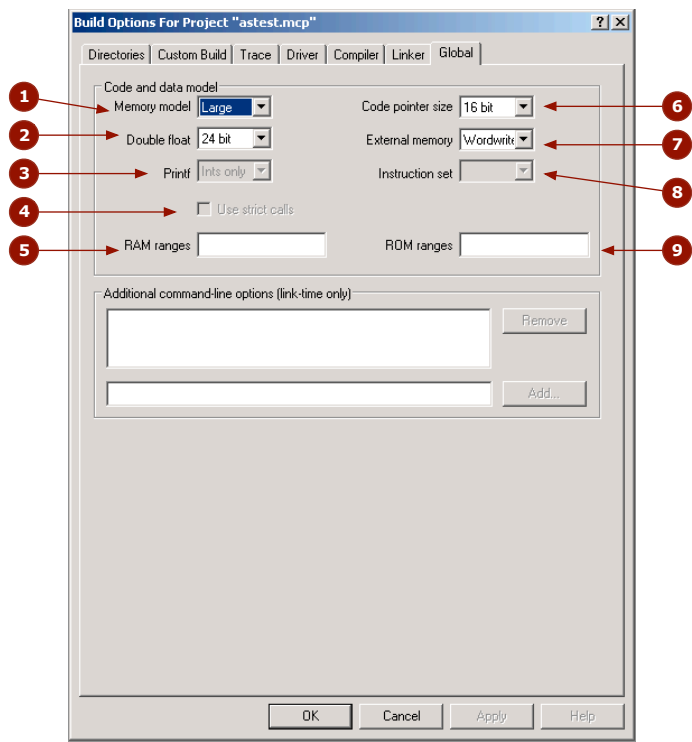 Build Options For Project "astest.mcp"
Directories Custom Build Trace Driver Compiler Linker Global
Code and data model
1 Memory model Large Code pointer size 16 bit 6
2 Double float 24 bit External memory Wordwrite 7
3 Printf Ints only Instruction set 8
4 Use strict calls
5 RAM ranges ROM ranges 9
Additional command-line options (link-time only)
Remove
Add...
OK Cancel Apply Help